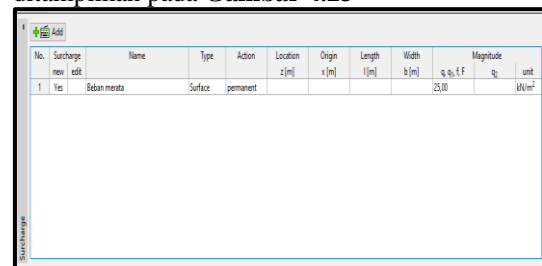 ditampilkan pada Gambar 4.23
Add
No. Surcharge Name Type Action Location Origin Length Width Magnitude
new edit z [m] x [m] l [m] b [m] q, q₁, f, F q₂ unit
1 Yes Beban merata Surface permanent 25,00 kN/m²
Surcharge